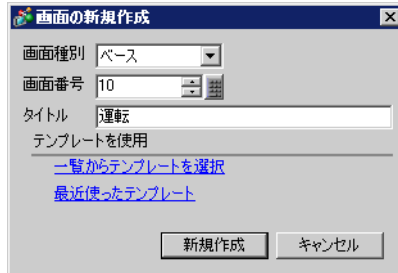 画面の新規作成
画面種別 ベース
画面番号 10
タイトル 運転
テンプレートを使用
一覧からテンプレートを選択
最近使ったテンプレート
新規作成 キャンセル